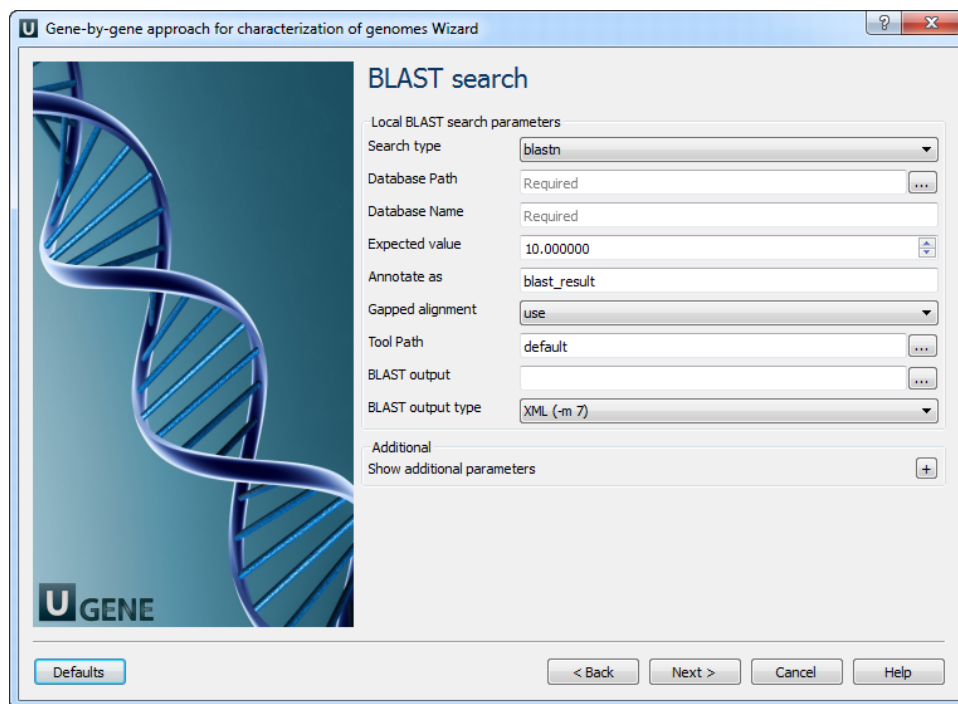 U Gene-by-gene approach for characterization of genomes Wizard
BLAST search
Local BLAST search parameters
Search type blastn
Database Path Required ...
Database Name Required
Expected value 10.000000
Annotate as blast_result
Gapped alignment use
Tool Path default ...
BLAST output ...
BLAST output type XML (-m 7)
Additional
Show additional parameters +
U GENE
Defaults < Back Next > Cancel Help